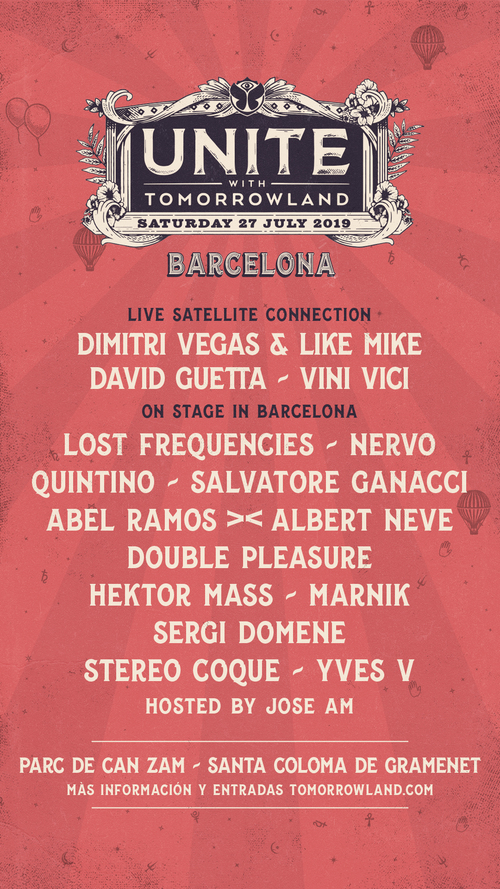 UNITE
WITH
TOMORROWLAND
SATURDAY 27 JULY 2019
BARCELONA
LIVE SATELLITE CONNECTION
DIMITRI VEGAS & LIKE MIKE
DAVID GUETTA ~ VINI VICI
ON STAGE IN BARCELONA
LOST FREQUENCIES ~ NERVO
QUINTINO ~ SALVATORE GANACCI
ABEL RAMOS >< ALBERT NEVE
DOUBLE PLEASURE
HEKTOR MASS ~ MARNIK
SERGI DOMENE
STEREO COQUE ~ YVES V
HOSTED BY JOSE AM
PARC DE CAN ZAM ~ SANTA COLOMA DE GRAMENET
MÀS INFORMACIÓN Y ENTRADAS TOMORROWLAND.COM